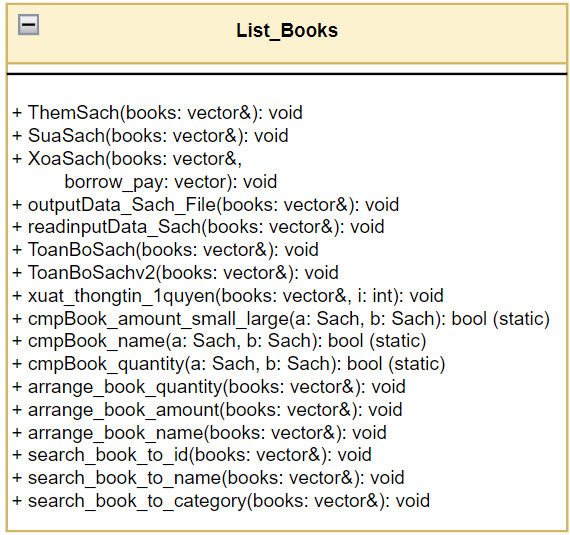 List_Books
+ ThemSach(books: vector&): void
+ SuaSach(books: vector&): void
+ XoaSach(books: vector&,
borrow_pay: vector): void
+ outputData_Sach_File(books: vector&): void
+ readinputData_Sach(books: vector&): void
+ ToanBoSach(books: vector&): void
+ ToanBoSachv2(books: vector&): void
+ xuat_thongtin_1quyen(books: vector&, i: int): void
+ cmpBook_amount_small_large(a: Sach, b: Sach): bool (static)
+ cmpBook_name(a: Sach, b: Sach): bool (static)
+ cmpBook_quantity(a: Sach, b: Sach): bool (static)
+ arrange_book_quantity(books: vector&): void
+ arrange_book_amount(books: vector&): void
+ arrange_book_name(books: vector&): void
+ search_book_to_id(books: vector&): void
+ search_book_to_name(books: vector&): void
+ search_book_to_category(books: vector&): void